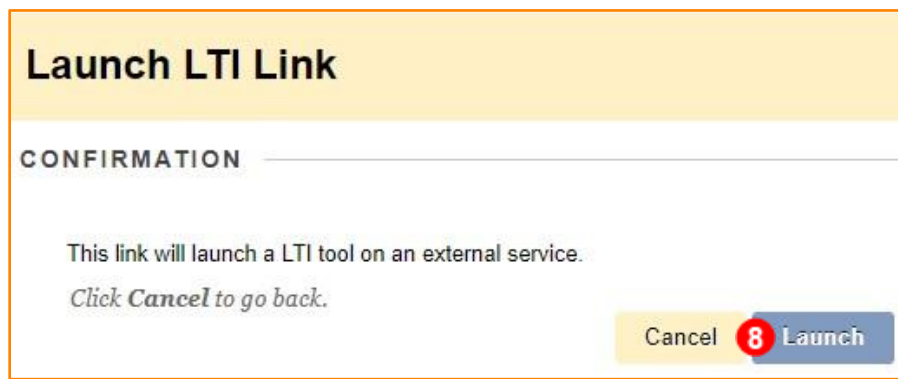 Launch LTI Link
CONFIRMATION
This link will launch a LTI tool on an external service.
Click Cancel to go back.
Cancel 8 Launch